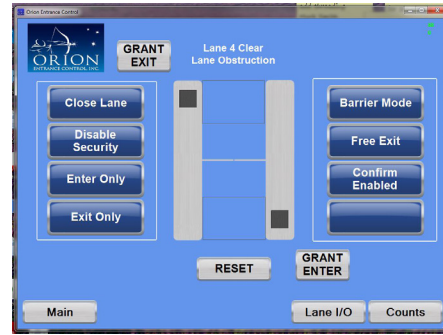 Orion Entrance Control
ORION
ENTRANCE CONTROL, INC.
GRANT
EXIT
Lane 4 Clear
Lane Obstruction
Close Lane
Disable
Security
Enter Only
Exit Only
Barrier Mode
Free Exit
Confirm
Enabled
RESET
GRANT
ENTER
Main
Lane I/O
Counts